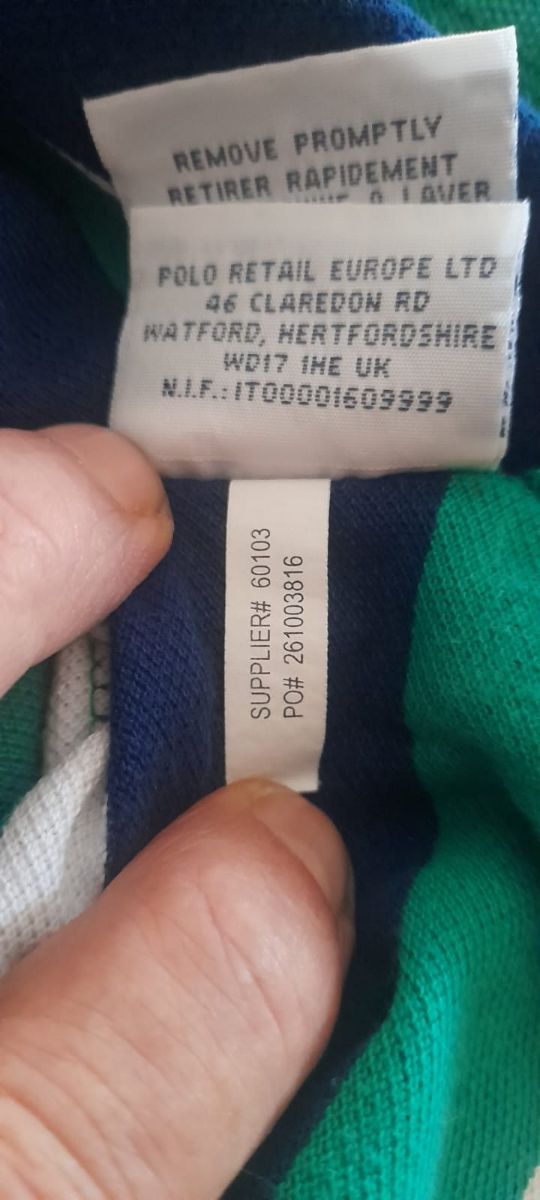 REMOVE PROMPTLY
RETIRER RAPIDEMENT
A LAVER
POLO RETAIL EUROPE LTD
46 CLAREDON RD
WATFORD, HERTFORDSHIRE
WD17 1HE UK
N.I.F.: IT00001609999
SUPPLIER# 60103
PO# 261003816